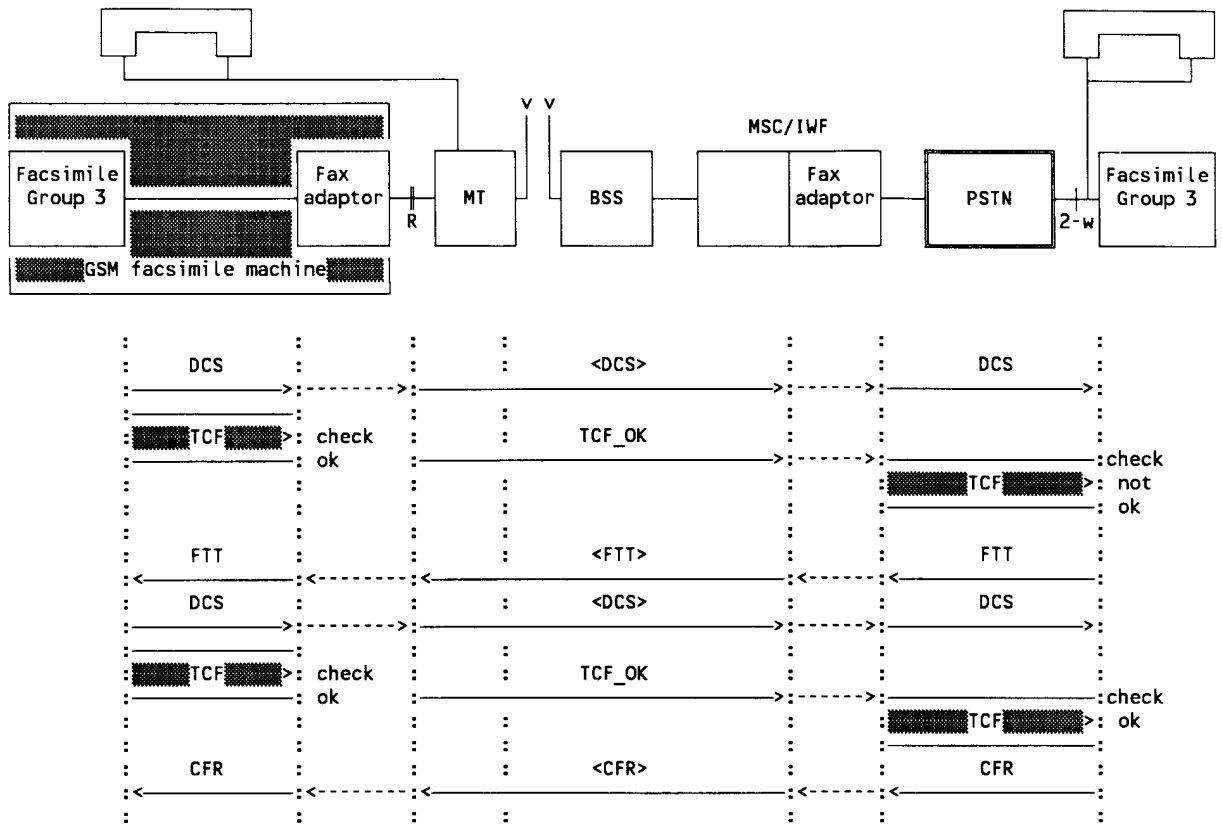 v v
MSC/IWF
Facsimile
Group 3
Fax
adaptor
R
MT
BSS
Fax
adaptor
PSTN
2-w
Facsimile
Group 3
GSM facsimile machine
DCS <DCS> DCS
TCF check TCF_OK
ok check
TCF not
ok
FTT <FTT> FTT
DCS <DCS> DCS
TCF check TCF_OK
ok check
TCF ok
CFR <CFR> CFR